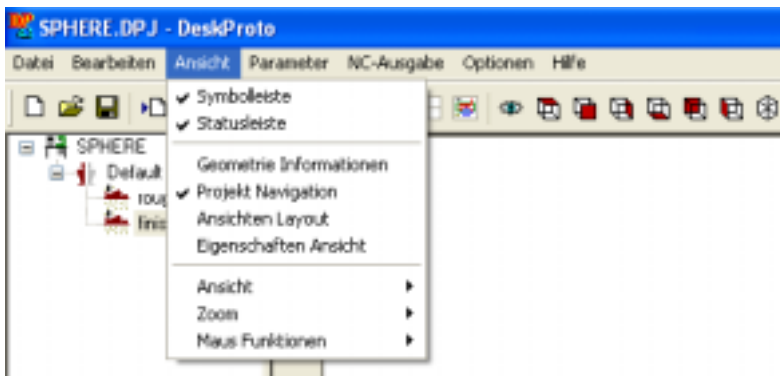 SPHERE.DPJ - DeskProto
Datei Bearbeiten Ansicht Parameter NC-Ausgabe Optionen Hilfe
Symbolleiste
Statusleiste
SPHERE
Default
Geometrie Informationen
Projekt Navigation
Ansichten Layout
Eigenschaften Ansicht
Ansicht
Zoom
Maus Funktionen